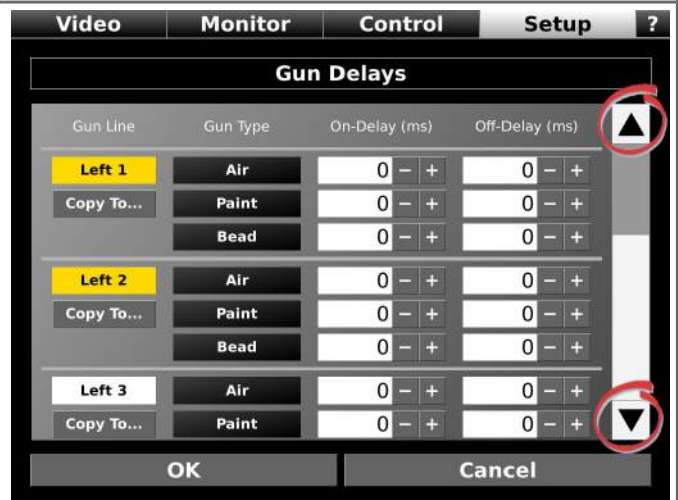 Video Monitor Control Setup ?
Gun Delays
Gun Line Gun Type On-Delay (ms) Off-Delay (ms)
Left 1 Air 0 - + 0 - +
Copy To... Paint 0 - + 0 - +
Bead 0 - + 0 - +
Left 2 Air 0 - + 0 - +
Copy To... Paint 0 - + 0 - +
Bead 0 - + 0 - +
Left 3 Air 0 - + 0 - +
Copy To... Paint 0 - + 0 - +
OK Cancel